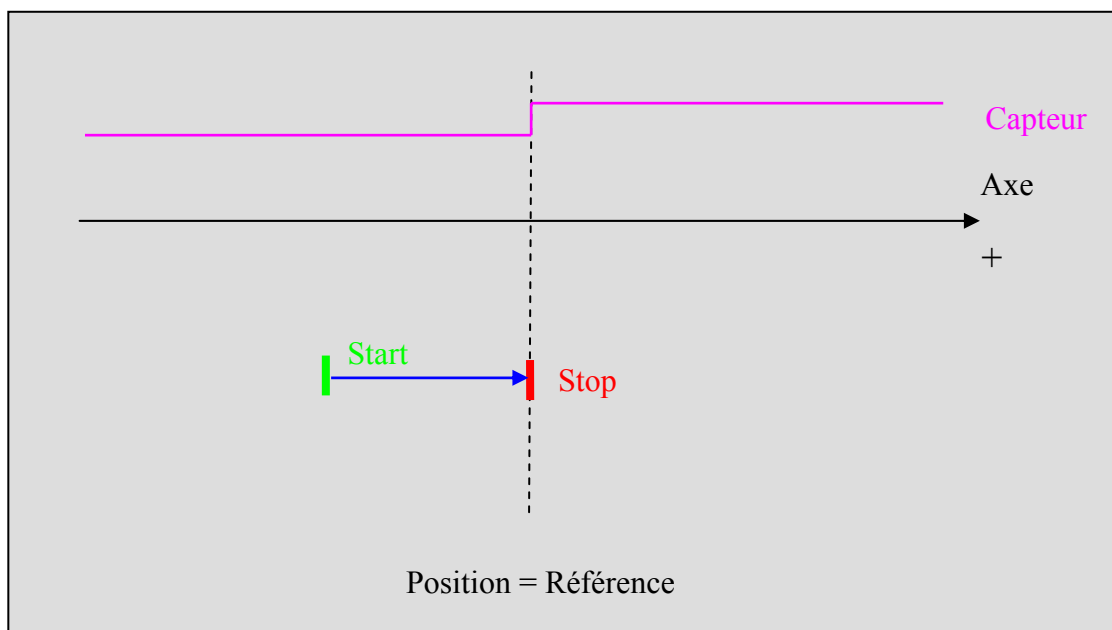 Capteur
Axe
+
Start
Stop
Position = Référence